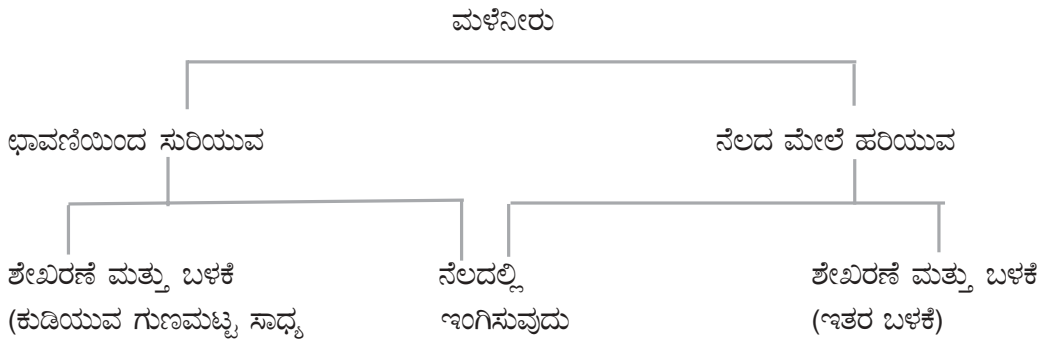 ಮಳೆನೀರು
ಛಾವಣಿಯಿಂದ ಸುರಿಯುವ
ನೆಲದ ಮೇಲೆ ಹರಿಯುವ
ಶೇಖರಣೆ ಮತ್ತು ಬಳಕೆ
(ಕುಡಿಯುವ ಗುಣಮಟ್ಟ ಸಾಧ್ಯ
ನೆಲದಲ್ಲಿ
ಇಂಗಿಸುವುದು
ಶೇಖರಣೆ ಮತ್ತು ಬಳಕೆ
(ಇತರ ಬಳಕೆ)